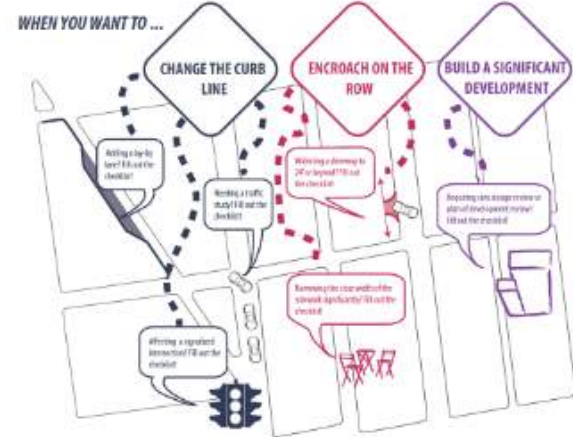 WHEN YOU WANT TO ...
CHANGE THE CURB
LINE
ENCROACH ON THE
ROW
BUILD A SIGNIFICANT
DEVELOPMENT
Adding a lay-by
lane? Fill out the
checklist!
Needing a traffic
study? Fill out the
checklist!
Widening a driveway to
24' or beyond? Fill out
the checklist!
Requiring site design review or
plan of development review?
Fill out the checklist!
Narrowing the clear width of the
sidewalk significantly? Fill out the
checklist!
Affecting a signalized
intersection? Fill out the
checklist!